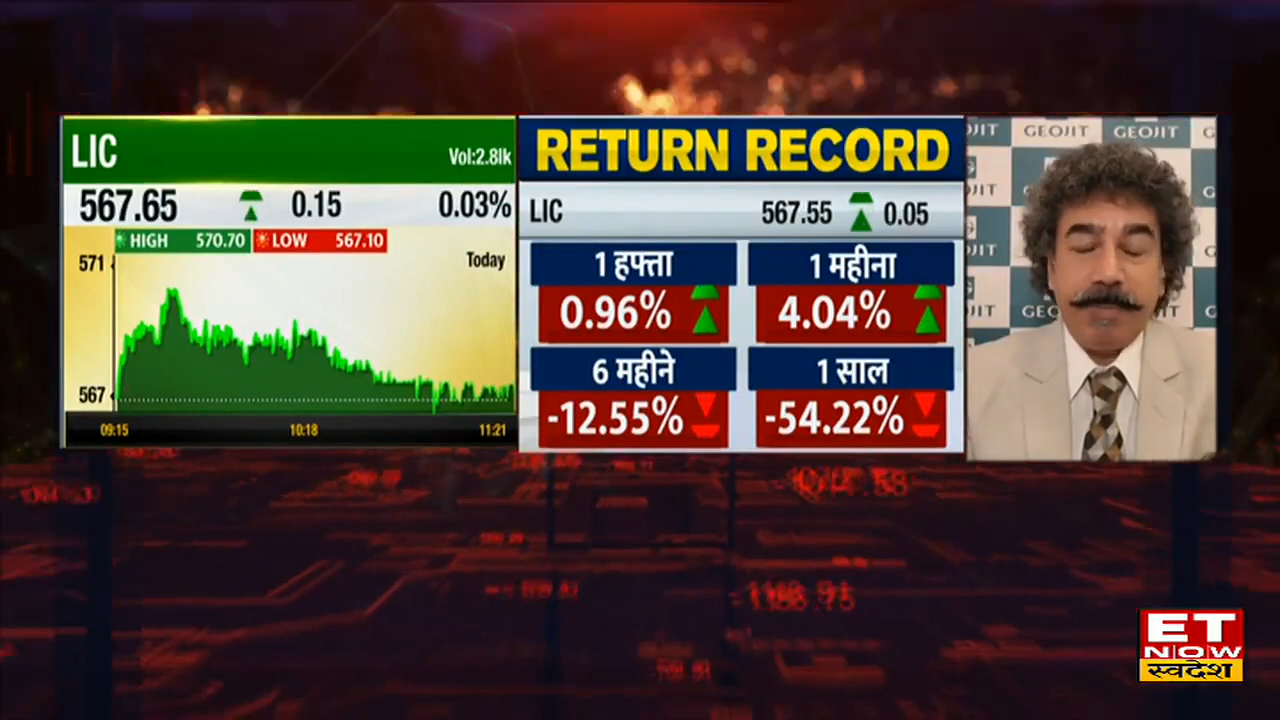 LIC
Vol:2.8lk
567.65 0.15 0.03%
HIGH 570.70 LOW 567.10
571
Today
567
09:15 10:18 11:21
RETURN RECORD
LIC 567.55 0.05
1 हफ्ता 1 महीना
0.96% 4.04%
6 महीने 1 साल
-12.55% -54.22%
GEOJIT GEOJIT
ET
NOW
स्वदेश